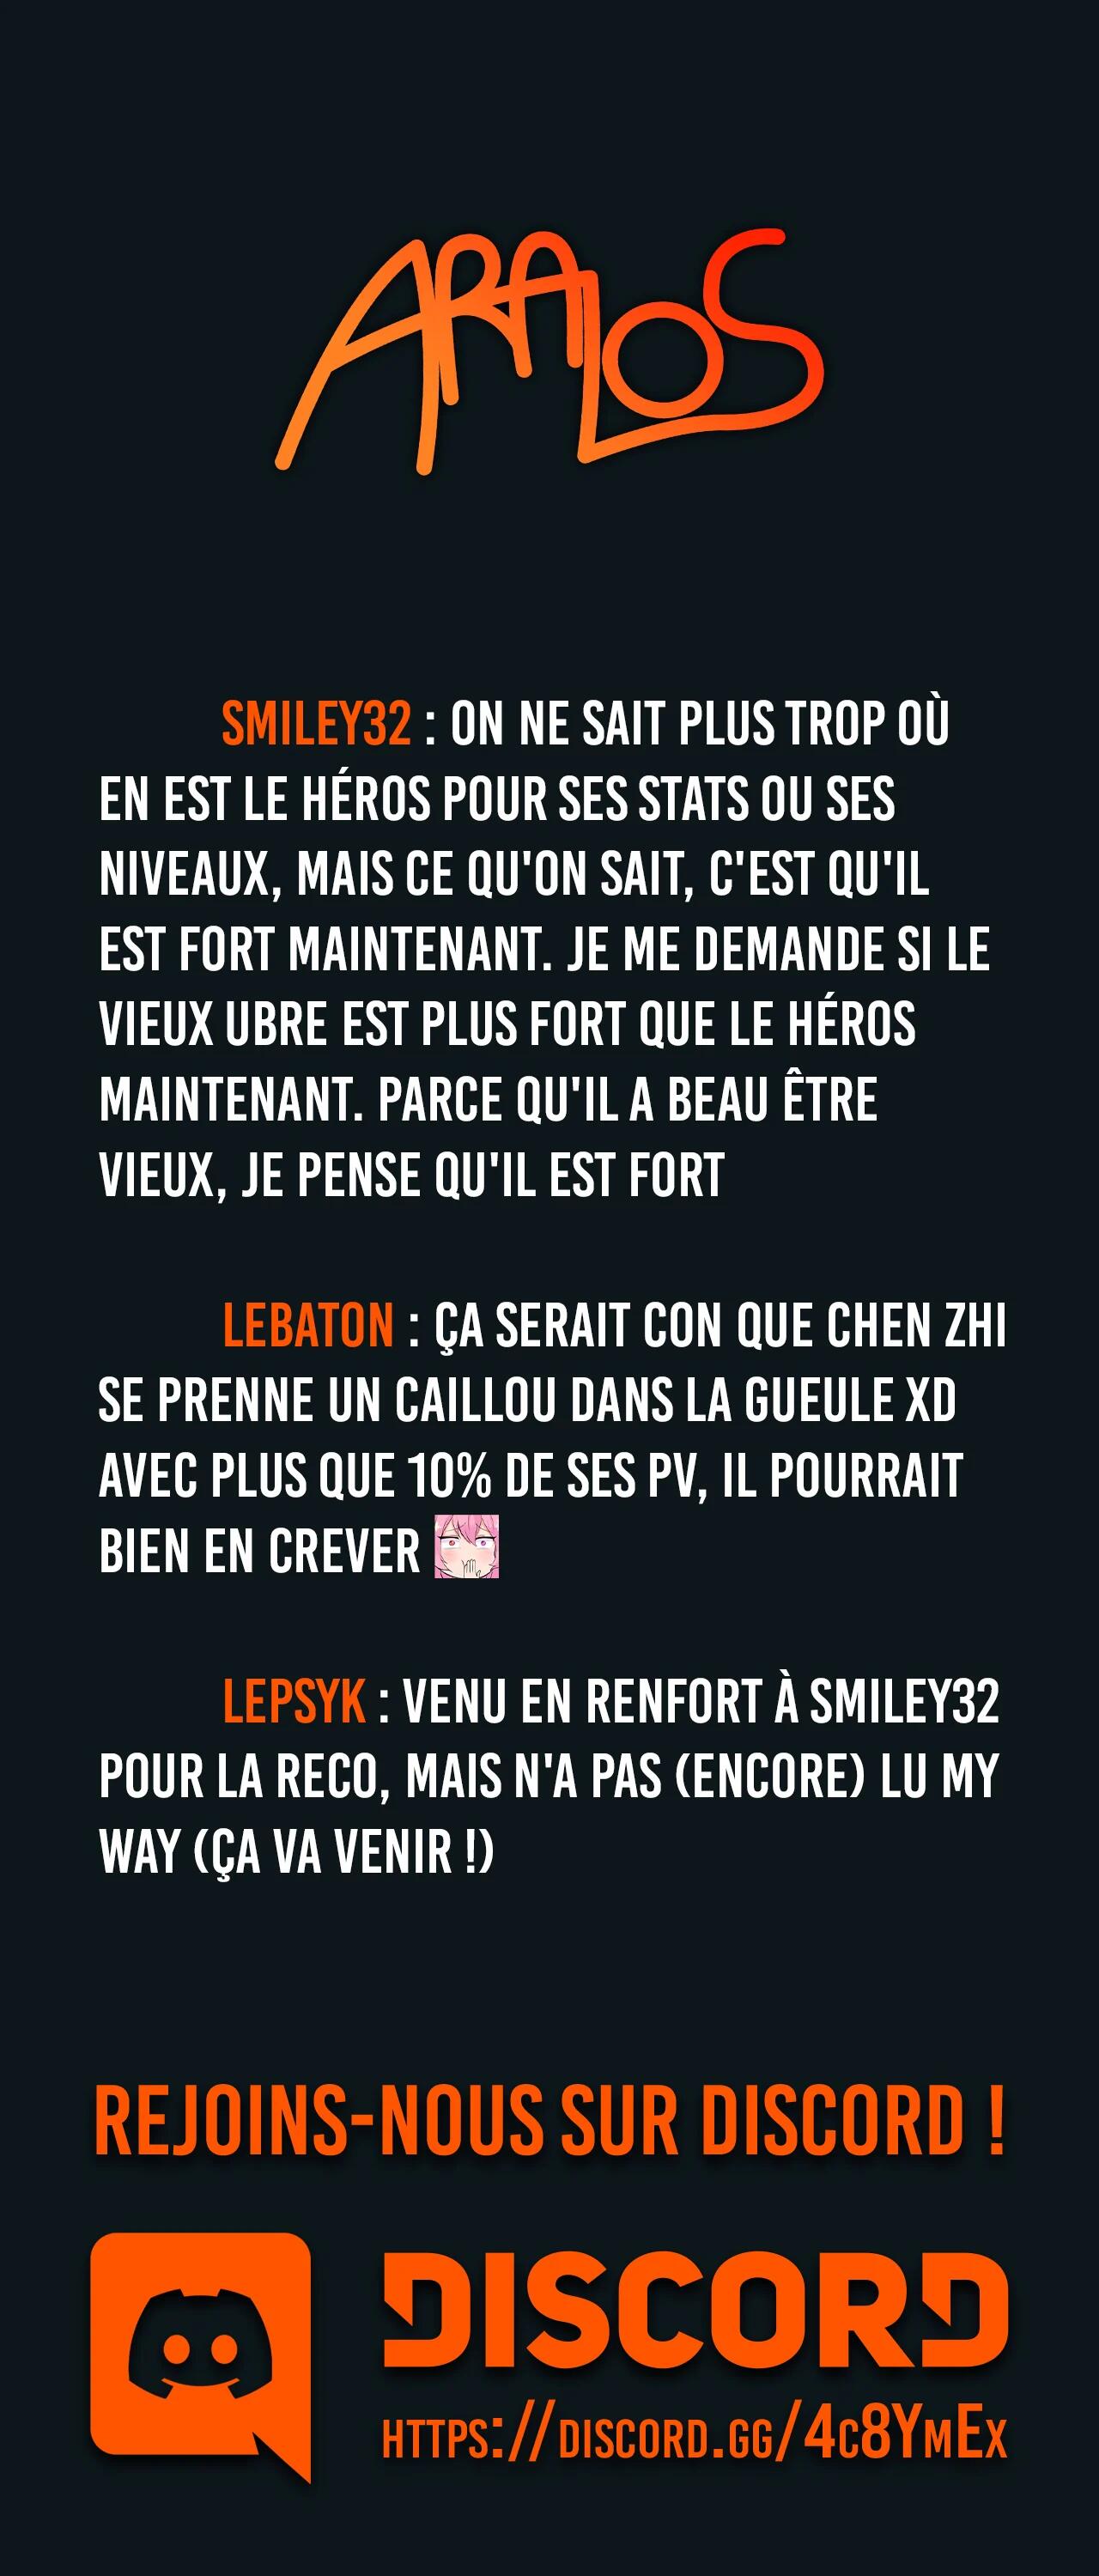 ARALOS
SMILEY32 : ON NE SAIT PLUS TROP OÙ
EN EST LE HÉROS POUR SES STATS OU SES
NIVEAUX, MAIS CE QU'ON SAIT, C'EST QU'IL
EST FORT MAINTENANT. JE ME DEMANDE SI LE
VIEUX UBRE EST PLUS FORT QUE LE HÉROS
MAINTENANT. PARCE QU'IL A BEAU ÊTRE
VIEUX, JE PENSE QU'IL EST FORT
LEBATON : ÇA SERAIT CON QUE CHEN ZHI
SE PRENNE UN CAILLOU DANS LA GUEULE XD
AVEC PLUS QUE 10% DE SES PV, IL POURRAIT
BIEN EN CREVER
LEPSYK : VENU EN RENFORT À SMILEY32
POUR LA RECO, MAIS N'A PAS (ENCORE) LU MY
WAY (ÇA VA VENIR !)
REJOINS-NOUS SUR DISCORD !
DISCORD
https://discord.gg/4c8YmEx